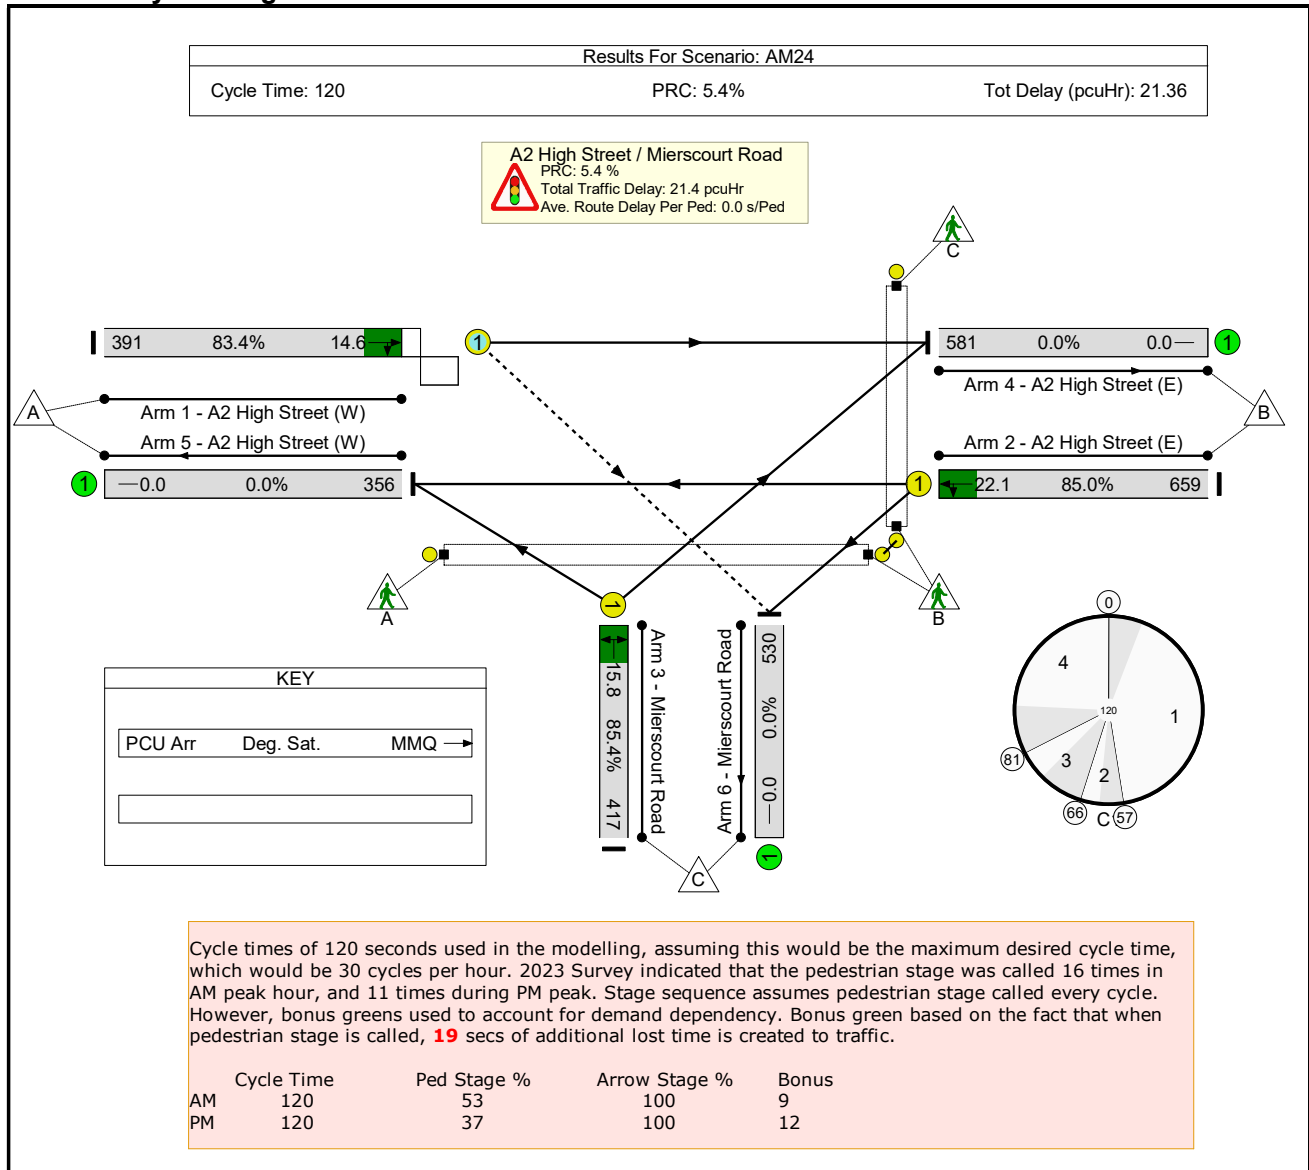 Results For Scenario: AM24
Cycle Time: 120 PRC: 5.4% Tot Delay (pcuHr): 21.36
A2 High Street / Mierscourt Road
PRC: 5.4 %
Total Traffic Delay: 21.4 pcuHr
Ave. Route Delay Per Ped: 0.0 s/Ped
C
391 83.4% 14.6
1
581 0.0% 0.0
1
Arm 4 - A2 High Street (E)
A
Arm 1 - A2 High Street (W)
B
Arm 5 - A2 High Street (W)
Arm 2 - A2 High Street (E)
1
0.0 0.0% 356
1
22.1 85.0% 659
A
B
1
15.8 85.4% 417
Arm 3 - Mierscourt Road
Arm 6 - Mierscourt Road
530 0.0% 0.0
1
C
0
4
120
1
81
3
2
66
C
57
KEY
PCU Arr Deg. Sat. MMQ
Cycle times of 120 seconds used in the modelling, assuming this would be the maximum desired cycle time,
which would be 30 cycles per hour. 2023 Survey indicated that the pedestrian stage was called 16 times in
AM peak hour, and 11 times during PM peak. Stage sequence assumes pedestrian stage called every cycle.
However, bonus greens used to account for demand dependency. Bonus green based on the fact that when
pedestrian stage is called, 19 secs of additional lost time is created to traffic.
Cycle Time Ped Stage % Arrow Stage % Bonus
AM 120 53 100 9
PM 120 37 100 12